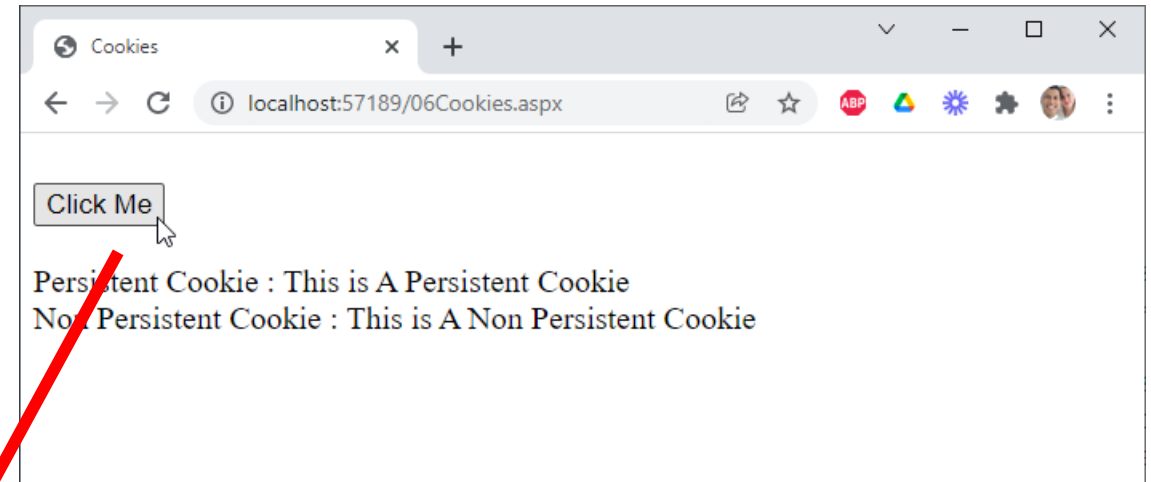 Cookies
localhost:57189/06Cookies.aspx
ABP
Click Me
Persistent Cookie : This is A Persistent Cookie
Non Persistent Cookie : This is A Non Persistent Cookie